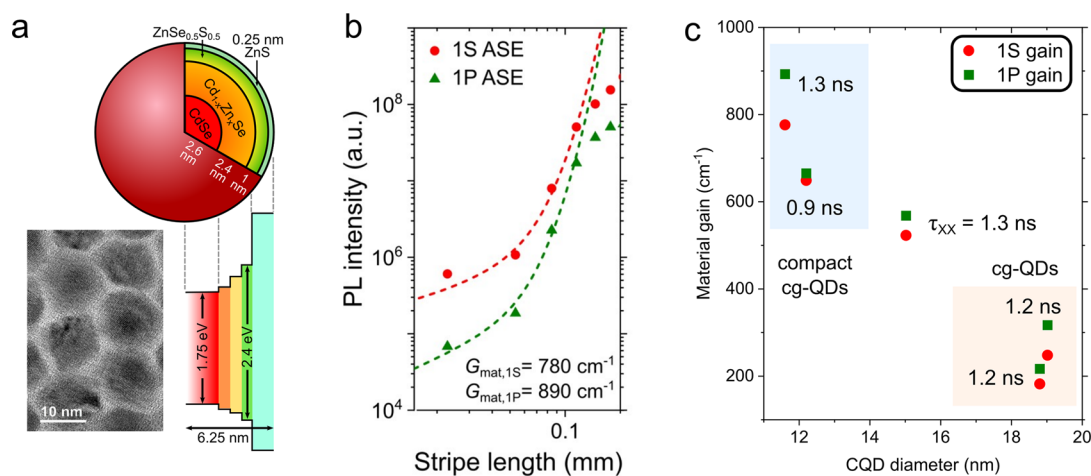 a
ZnSe0.5S0.5
0.25 nm
ZnS
Cd1-xZnxSe
CdSe
2.6 nm
2.4 nm
1 nm
10 nm
1.75 eV
2.4 eV
6.25 nm
b
PL intensity (a.u.)
10^8
10^6
10^4
1S ASE
1P ASE
Gmat,1S= 780 cm^-1
Gmat,1P= 890 cm^-1
0.1
Stripe length (mm)
c
Material gain (cm^-1)
1000
800
600
400
200
1S gain
1P gain
1.3 ns
0.9 ns
τXX = 1.3 ns
compact
cg-QDs
cg-QDs
1.2 ns
1.2 ns
12
14
16
18
20
CQD diameter (nm)